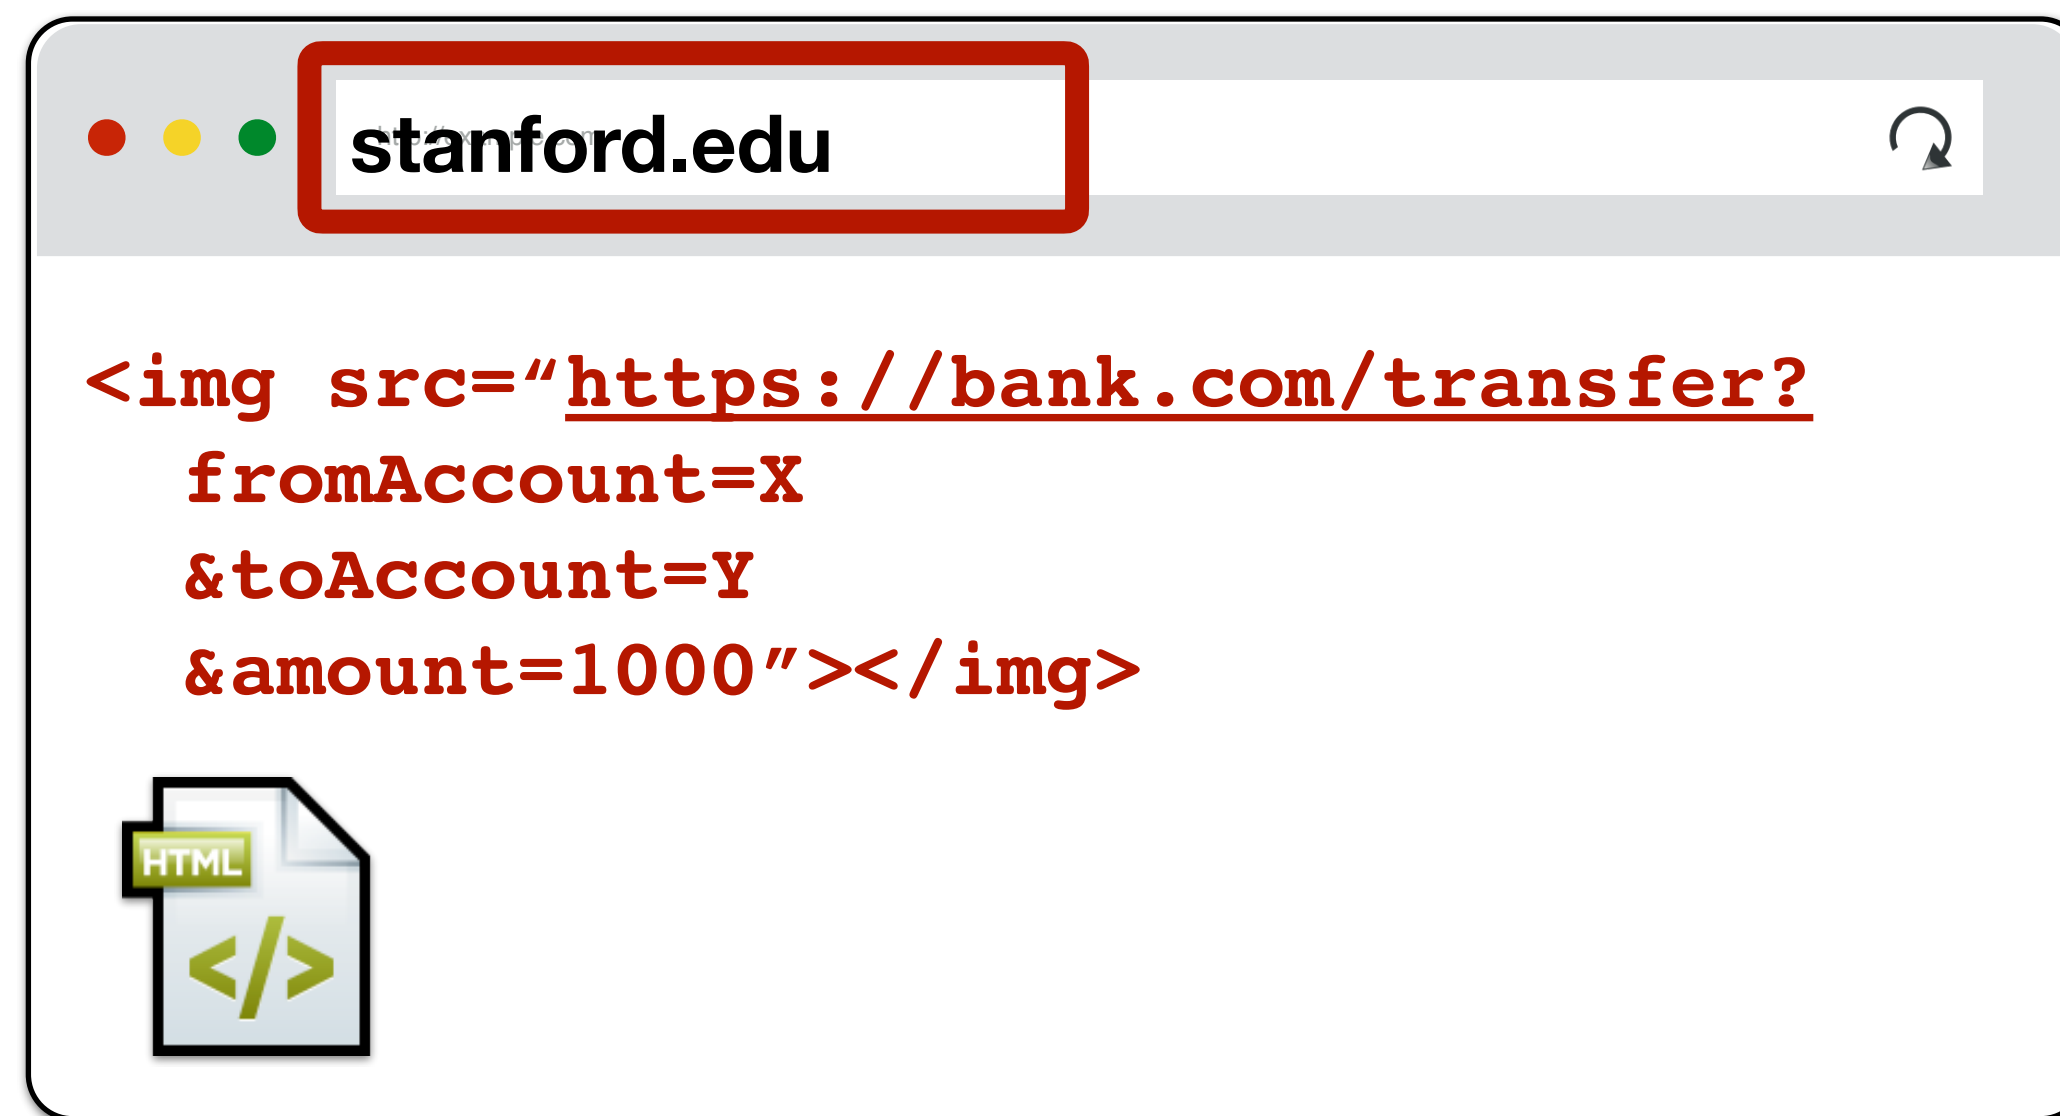 stanford.edu
<img src=“https://bank.com/transfer?
fromAccount=X
&toAccount=Y
&amount=1000”></img>
HTML
</>